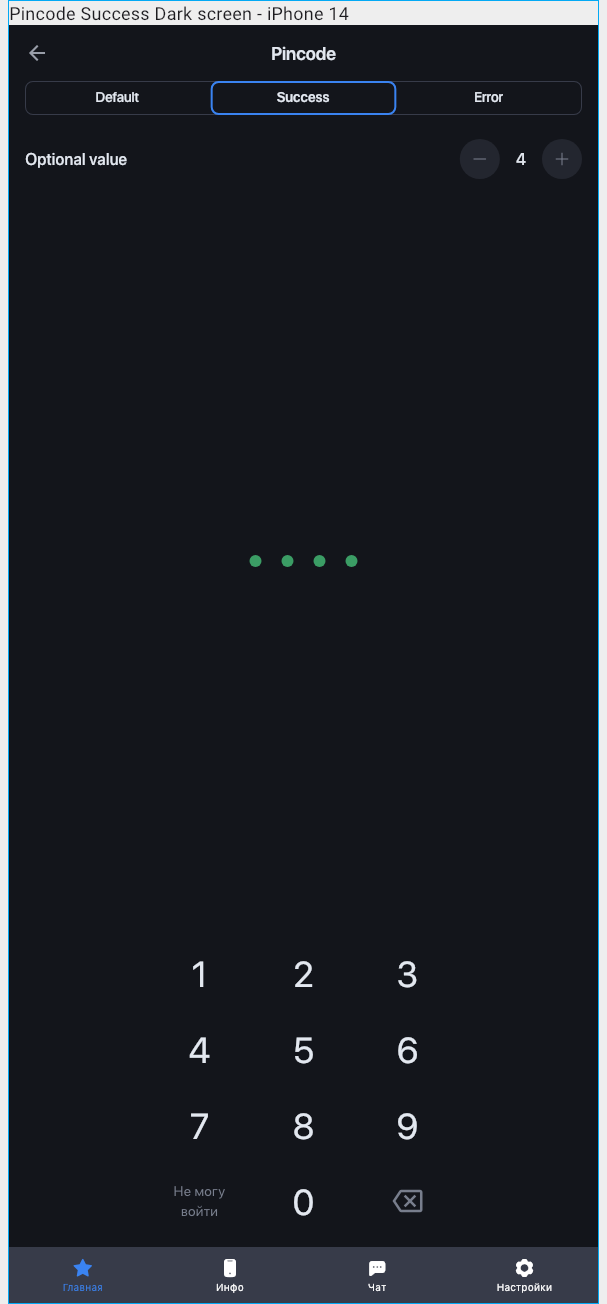 Pincode Success Dark screen - iPhone 14
Pincode
Default Success Error
Optional value 4
1 2 3
4 5 6
7 8 9
Не могу
войти
0
Главная Инфо Чат Настройки